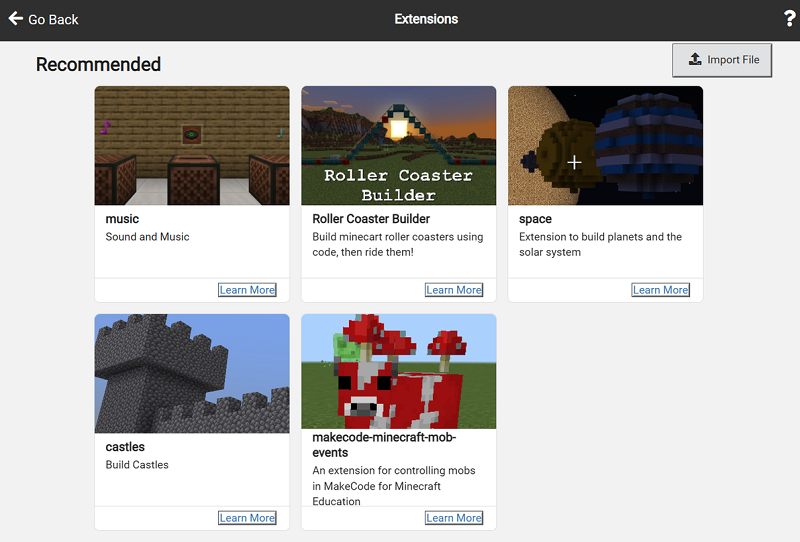 Go Back
Extensions
?
Recommended
Import File
music
Sound and Music
Learn More
Roller Coaster
Builder
Roller Coaster Builder
Build minecart roller coasters using
code, then ride them!
Learn More
space
Extension to build planets and the
solar system
Learn More
castles
Build Castles
Learn More
makecode-minecraft-mob-
events
An extension for controlling mobs
in MakeCode for Minecraft
Education
Learn More